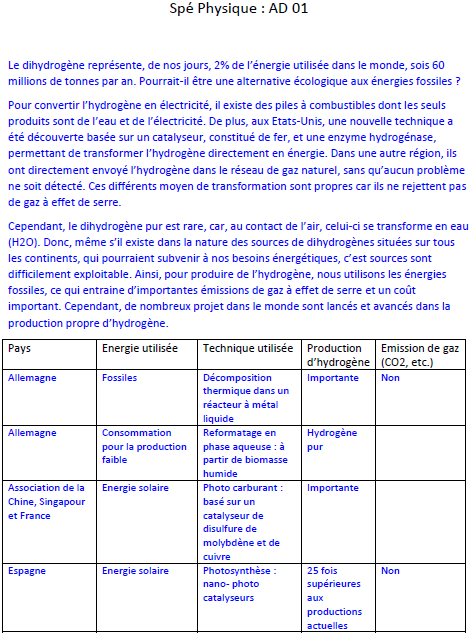 Spé Physique : AD 01
Le dihydrogène représente, de nos jours, 2% de l’énergie utilisée dans le monde, sois 60
millions de tonnes par an. Pourrait-il être une alternative écologique aux énergies fossiles ?
Pour convertir l’hydrogène en électricité, il existe des piles à combustibles dont les seuls
produits sont de l’eau et de l’électricité. De plus, aux Etats-Unis, une nouvelle technique a
été découverte basée sur un catalyseur, constitué de fer, et une enzyme hydrogénase,
permettant de transformer l’hydrogène directement en énergie. Dans une autre région, ils
ont directement envoyé l’hydrogène dans le réseau de gaz naturel, sans qu’aucun problème
ne soit détecté. Ces différents moyen de transformation sont propres car ils ne rejettent pas
de gaz à effet de serre.
Cependant, le dihydrogène pur est rare, car, au contact de l’air, celui-ci se transforme en eau
(H2O). Donc, même s’il existe dans la nature des sources de dihydrogènes situées sur tous
les continents, qui pourraient subvenir à nos besoins énergétiques, c’est sources sont
difficilement exploitable. Ainsi, pour produire de l’hydrogène, nous utilisons les énergies
fossiles, ce qui entraine d’importantes émissions de gaz à effet de serre et un coût
important. Cependant, de nombreux projet dans le monde sont lancés et avancés dans la
production propre d’hydrogène.
Pays Energie utilisée Technique utilisée Production Emission de gaz
d’hydrogène (CO2, etc.)
Allemagne Fossiles Décomposition Importante Non
thermique dans un
réacteur à métal
liquide
Allemagne Consommation Reformatage en Hydrogène
pour la production phase aqueuse : à pur
faible partir de biomasse
humide
Association de la Energie solaire Photo carburant : Importante
Chine, Singapour basé sur un
et France catalyseur de
disulfure de
molybdène et de
cuivre
Espagne Energie solaire Photosynthèse : 25 fois Non
nano- photo supérieures
catalyseurs aux
productions
actuelles